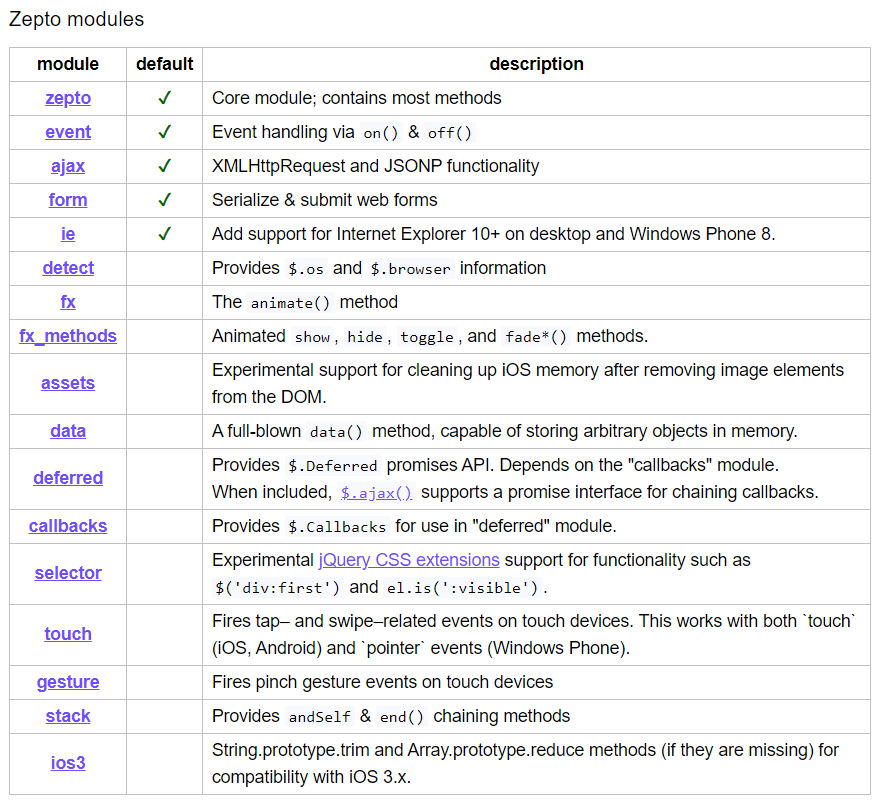 Zepto modules
module default description
zepto ✓ Core module; contains most methods
event ✓ Event handling via on() & off()
ajax ✓ XMLHttpRequest and JSONP functionality
form ✓ Serialize & submit web forms
ie ✓ Add support for Internet Explorer 10+ on desktop and Windows Phone 8.
detect Provides $.os and $.browser information
fx The animate() method
fx_methods Animated show, hide, toggle, and fade*() methods.
assets Experimental support for cleaning up iOS memory after removing image elements
from the DOM.
data A full-blown data() method, capable of storing arbitrary objects in memory.
deferred Provides $.Deferred promises API. Depends on the "callbacks" module.
When included, $.ajax() supports a promise interface for chaining callbacks.
callbacks Provides $.Callbacks for use in "deferred" module.
selector Experimental jQuery CSS extensions support for functionality such as
$('div:first') and el.is(':visible').
touch Fires tap– and swipe–related events on touch devices. This works with both `touch`
(iOS, Android) and `pointer` events (Windows Phone).
gesture Fires pinch gesture events on touch devices
stack Provides andSelf & end() chaining methods
ios3 String.prototype.trim and Array.prototype.reduce methods (if they are missing) for
compatibility with iOS 3.x.